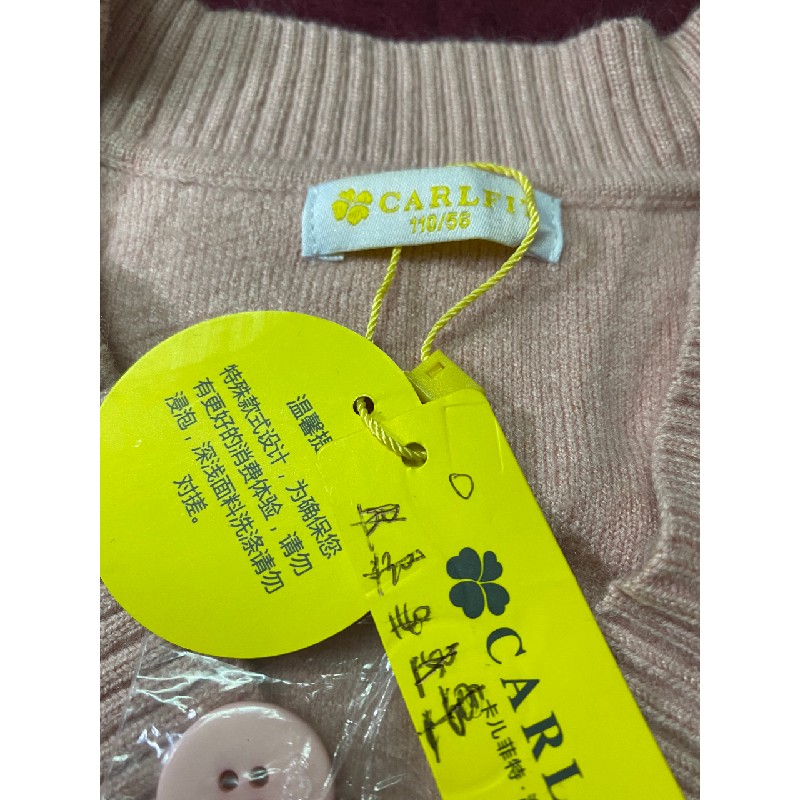 CARLFIT
110/56
温馨提
特殊款式设计，为确保您
有更好的消费体验，请勿
浸泡，深浅面料洗涤请勿
对搓。
CARL
卡儿菲特·